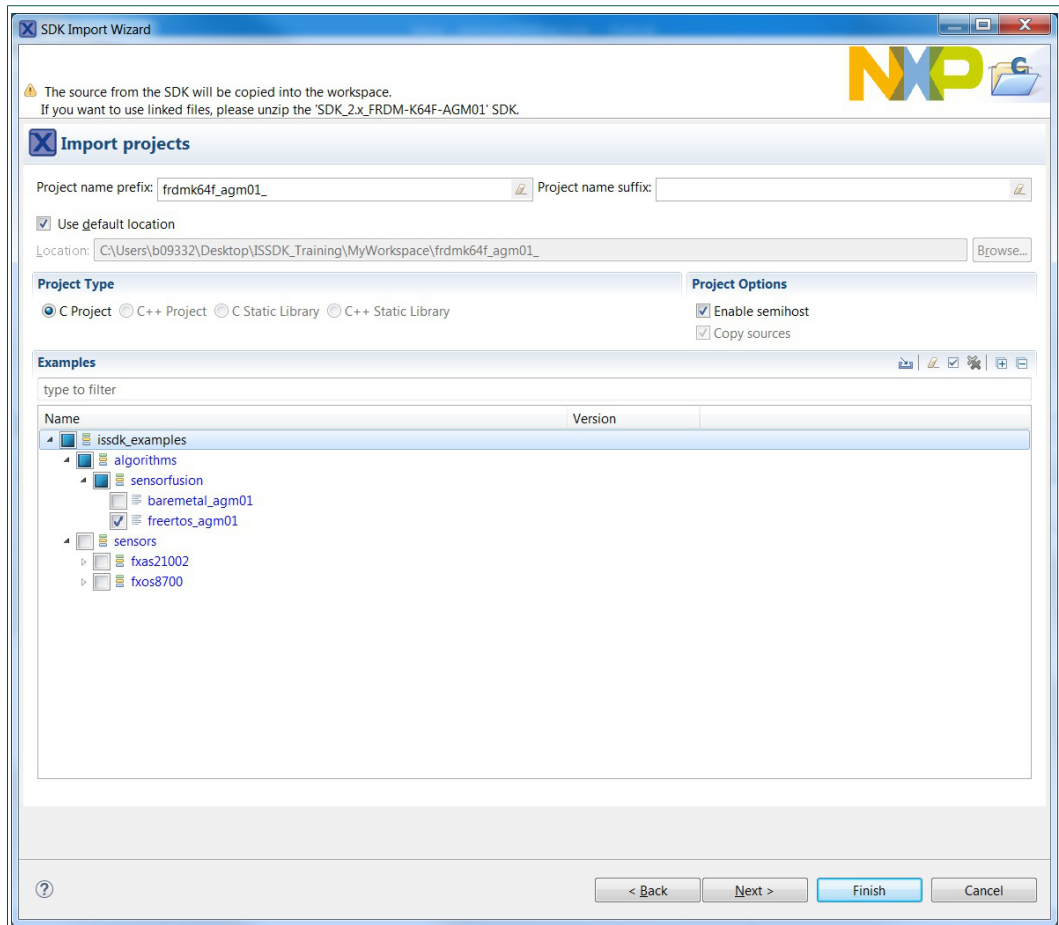 SDK Import Wizard
The source from the SDK will be copied into the workspace.
If you want to use linked files, please unzip the 'SDK_2.x_FRDM-K64F-AGM01' SDK.
NXP
Import projects
Project name prefix: frdmk64f_agm01_ Project name suffix:
Use default location
Location: C:\Users\b09332\Desktop\ISSDK_Training\MyWorkspace\frdmk64f_agm01_ Browse...
Project Type Project Options
C Project C++ Project C Static Library C++ Static Library Enable semihost
Copy sources
Examples
type to filter
Name Version
issdk_examples
algorithms
sensorfusion
baremetal_agm01
freertos_agm01
sensors
fxas21002
fxos8700
< Back Next > Finish Cancel